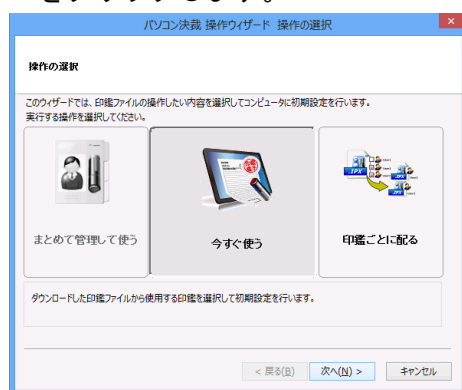 をクリックします。
パソコン決裁 操作ウィザード 操作の選択
操作の選択
このウィザードでは、印鑑ファイルの操作したい内容を選択してコンピュータに初期設定を行います。
実行する操作を選択してください。
まとめて管理して使う
今すぐ使う
印鑑ごとに配る
IPX
IPX
ダウンロードした印鑑ファイルから使用する印鑑を選択して初期設定を行います。
< 戻る(B)
次へ(N) >
キャンセル